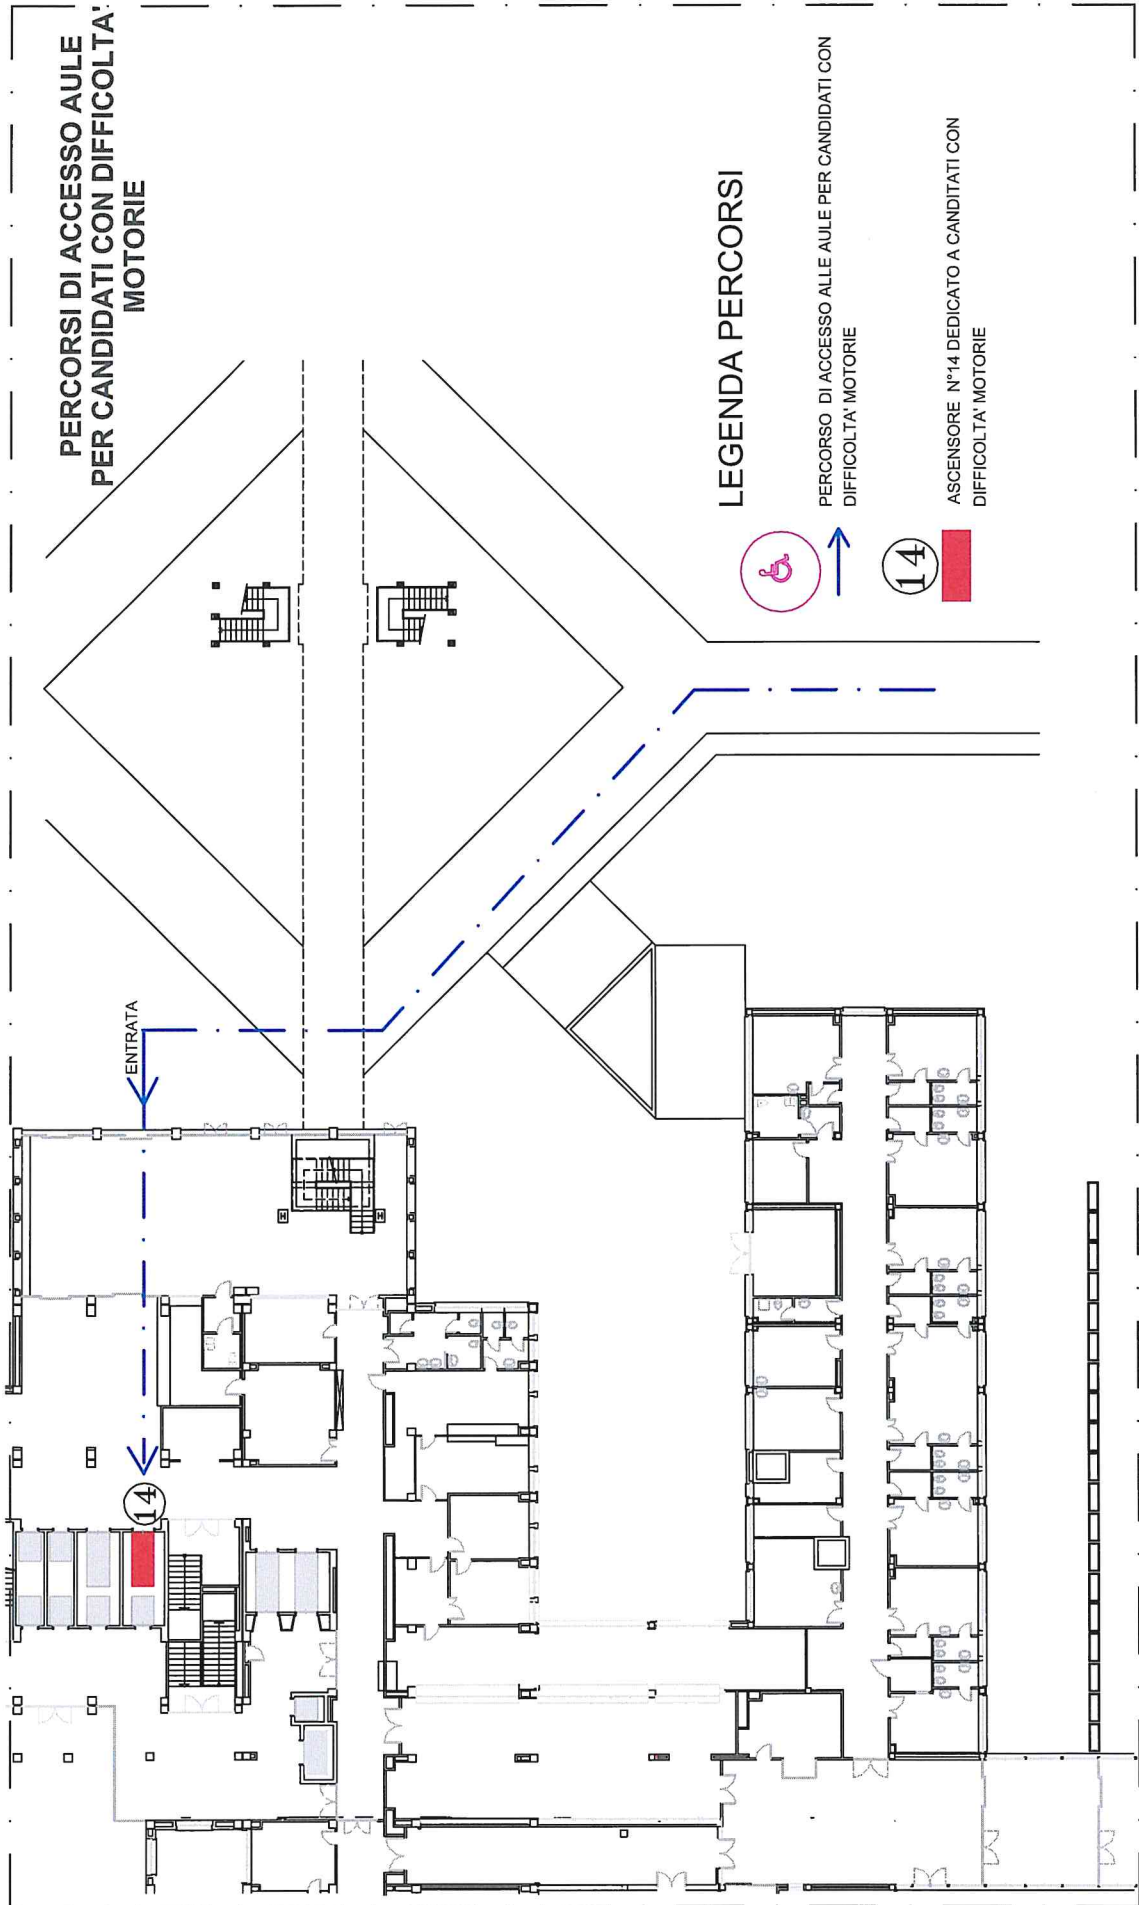 PERCORSI DI ACCESSO AULE
PER CANDIDATI CON DIFFICOLTA'
MOTORIE
ENTRATA
14
LEGENDA PERCORSI
PERCORSO DI ACCESSO ALLE AULE PER CANDIDATI CON
DIFFICOLTA' MOTORIE
14
ASCENSORE N°14 DEDICATO A CANDITATI CON
DIFFICOLTA' MOTORIE
H
H